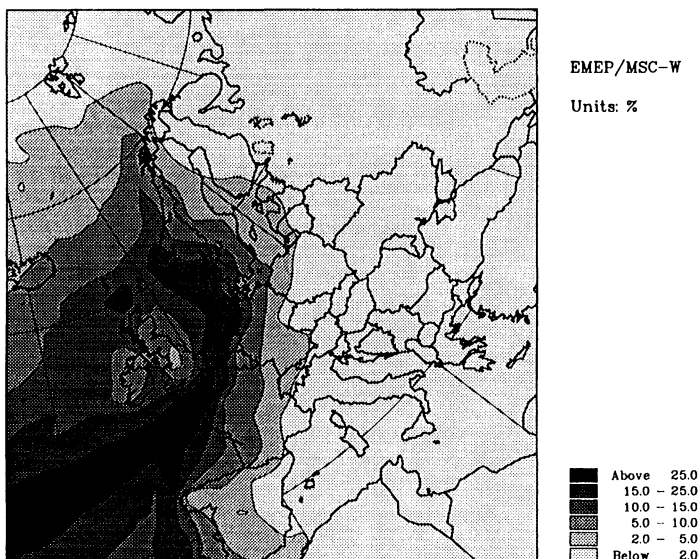 EMEP/MSC-W
Units: %
Above 25.0
15.0 - 25.0
10.0 - 15.0
5.0 - 10.0
2.0 - 5.0
Below 2.0